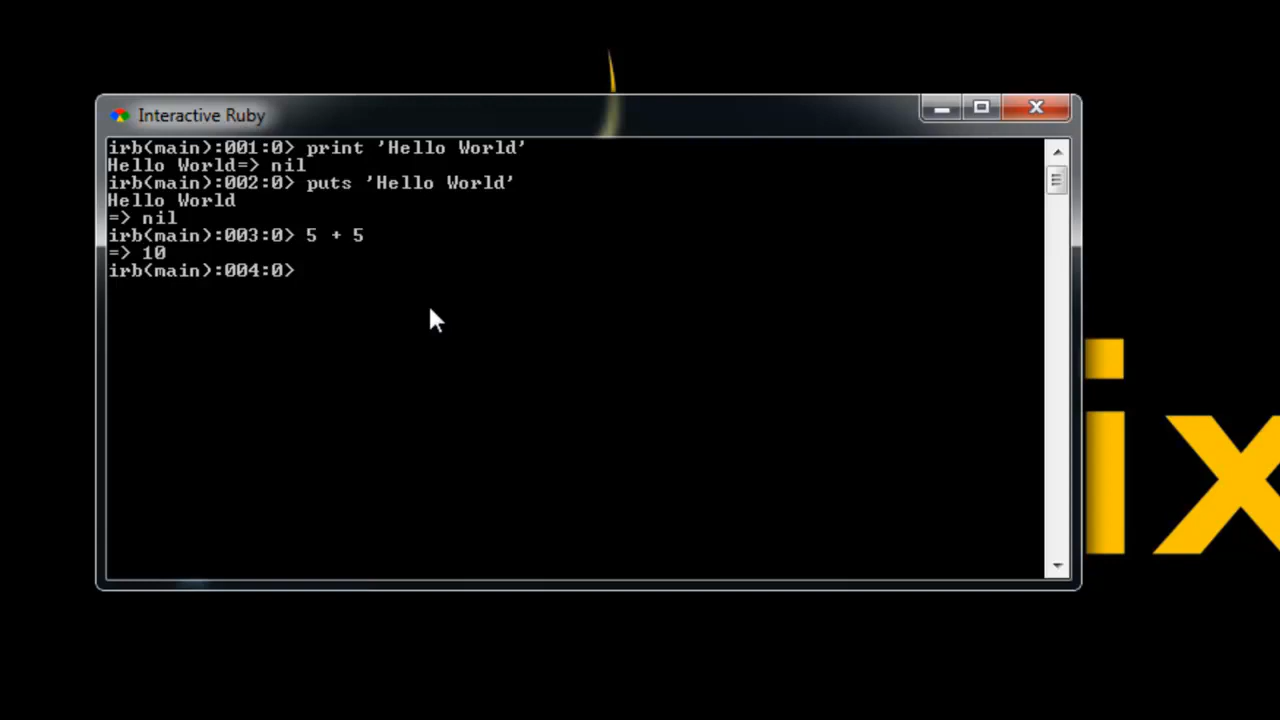 Interactive Ruby
irb(main):001:0> print 'Hello World'
Hello World=> nil
irb(main):002:0> puts 'Hello World'
Hello World
=> nil
irb(main):003:0> 5 + 5
=> 10
irb(main):004:0>
ix